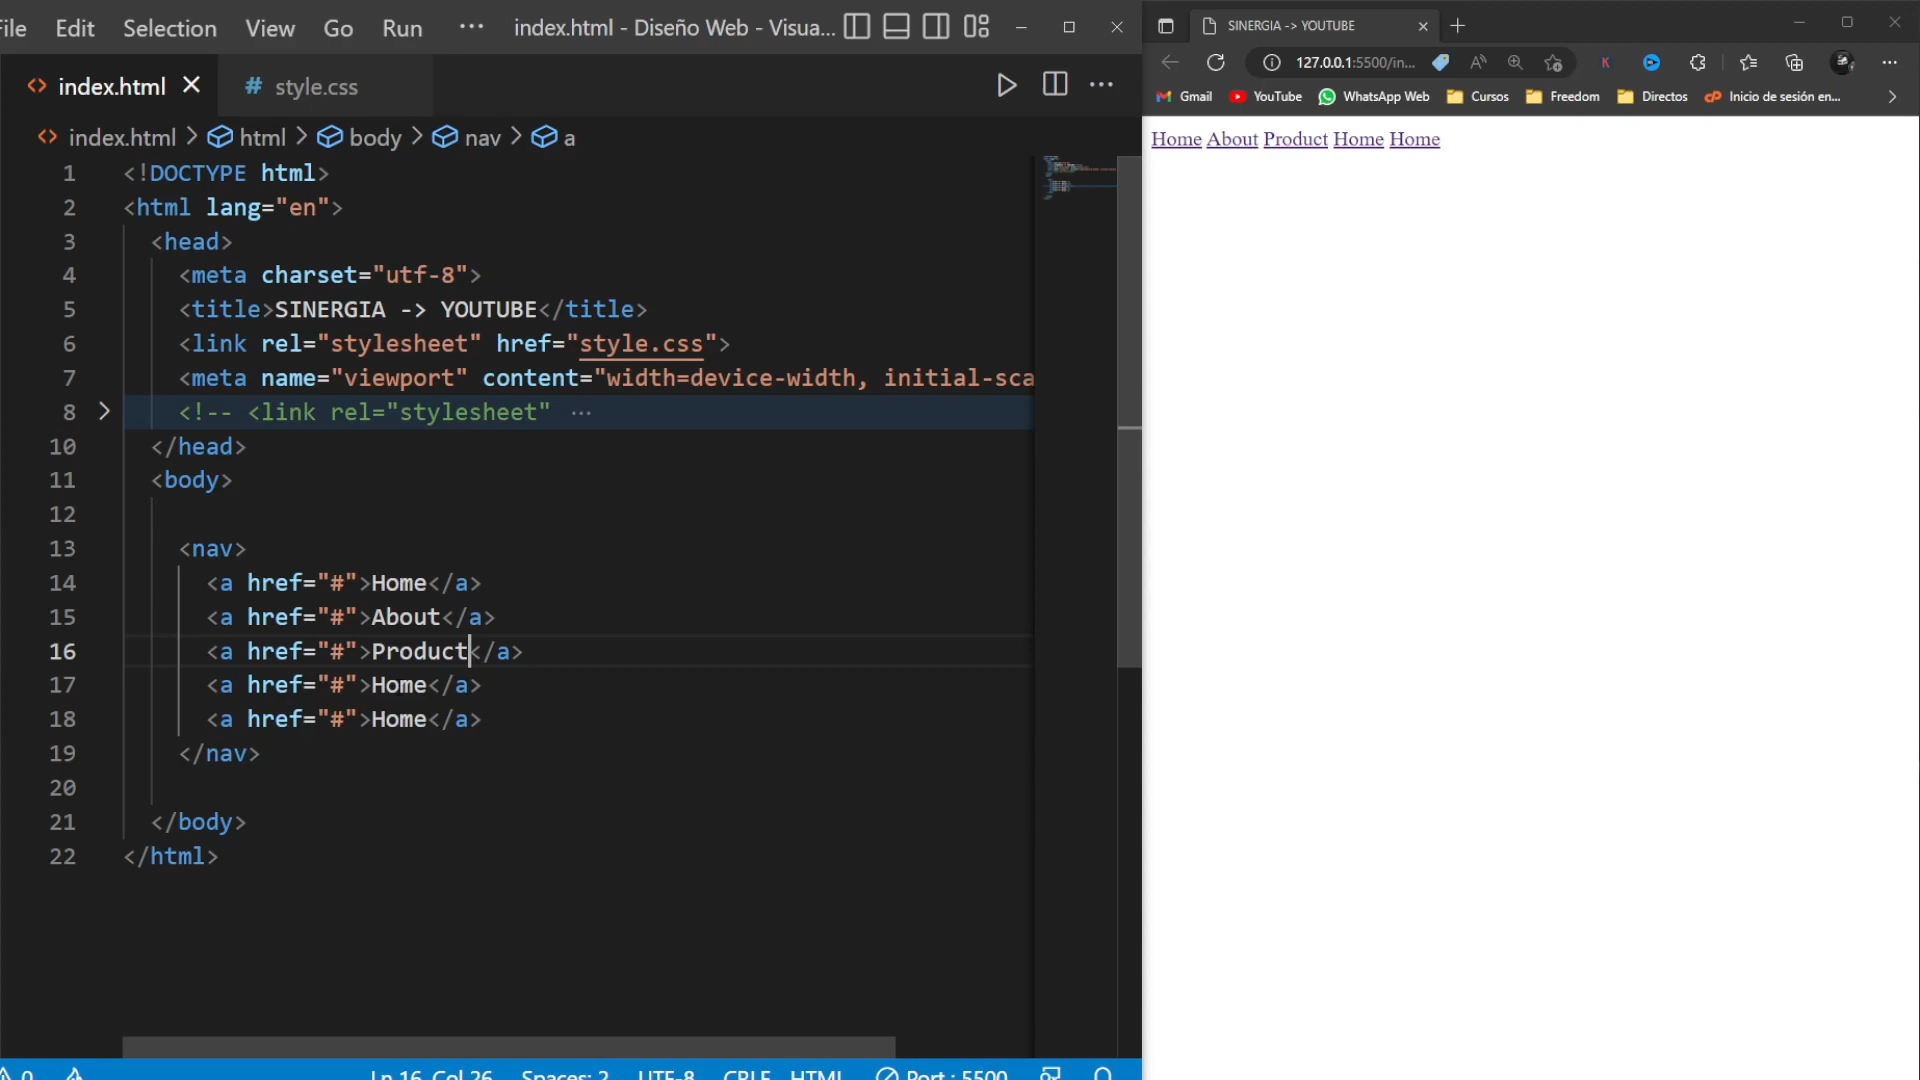 File Edit Selection View Go Run ··· index.html - Diseño Web - Visua...
index.html # style.css
index.html > html > body > nav > a
1 <!DOCTYPE html>
2 <html lang="en">
3 <head>
4 <meta charset="utf-8">
5 <title>SINERGIA -> YOUTUBE</title>
6 <link rel="stylesheet" href="style.css">
7 <meta name="viewport" content="width=device-width, initial-sca
8 <!-- <link rel="stylesheet" ···
10 </head>
11 <body>
12
13 <nav>
14 <a href="#">Home</a>
15 <a href="#">About</a>
16 <a href="#">Product</a>
17 <a href="#">Home</a>
18 <a href="#">Home</a>
19 </nav>
20
21 </body>
22 </html>
0 Ln 16, Col 26 Spaces: 2 UTF-8 CRLF HTML Port : 5500
SINERGIA -> YOUTUBE
127.0.0.1:5500/in...
Gmail YouTube WhatsApp Web Cursos Freedom Directos Inicio de sesión en...
Home About Product Home Home